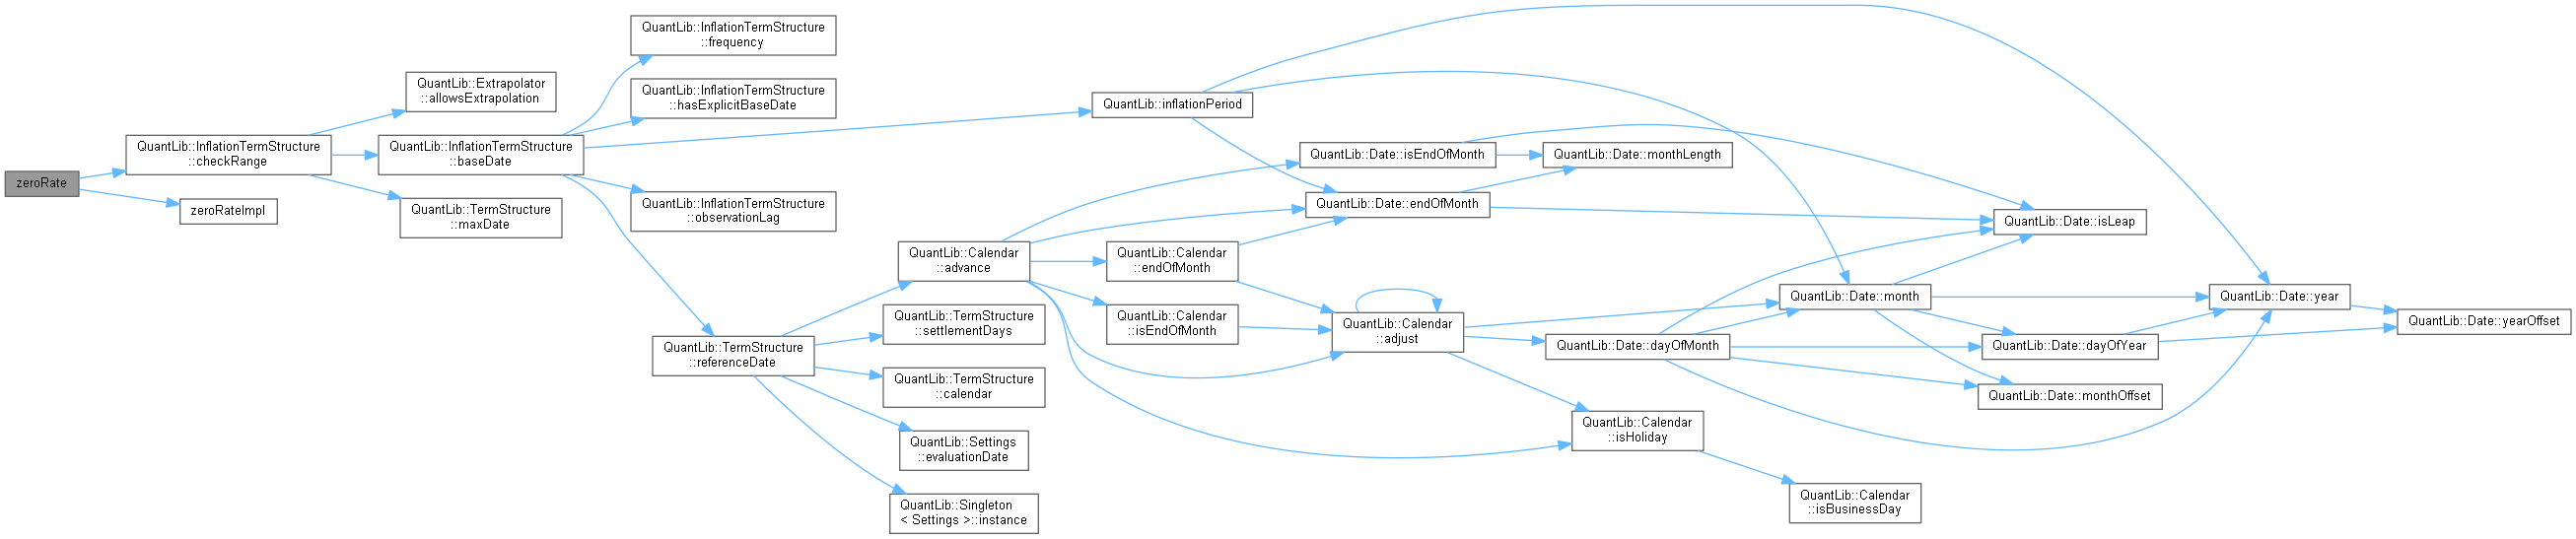 zeroRate
QuantLib::InflationTermStructure
::checkRange
zeroRateImpl
QuantLib::Extrapolator
::allowsExtrapolation
QuantLib::InflationTermStructure
::baseDate
QuantLib::TermStructure
::maxDate
QuantLib::InflationTermStructure
::frequency
QuantLib::InflationTermStructure
::hasExplicitBaseDate
QuantLib::InflationTermStructure
::observationLag
QuantLib::TermStructure
::referenceDate
QuantLib::Calendar
::advance
QuantLib::TermStructure
::settlementDays
QuantLib::TermStructure
::calendar
QuantLib::Settings
::evaluationDate
QuantLib::Singleton
< Settings >::instance
QuantLib::inflationPeriod
QuantLib::Calendar
::endOfMonth
QuantLib::Calendar
::isEndOfMonth
QuantLib::Date::isEndOfMonth
QuantLib::Date::endOfMonth
QuantLib::Calendar
::adjust
QuantLib::Date::monthLength
QuantLib::Date::dayOfMonth
QuantLib::Calendar
::isHoliday
QuantLib::Date::month
QuantLib::Calendar
::isBusinessDay
QuantLib::Date::isLeap
QuantLib::Date::dayOfYear
QuantLib::Date::monthOffset
QuantLib::Date::year
QuantLib::Date::yearOffset